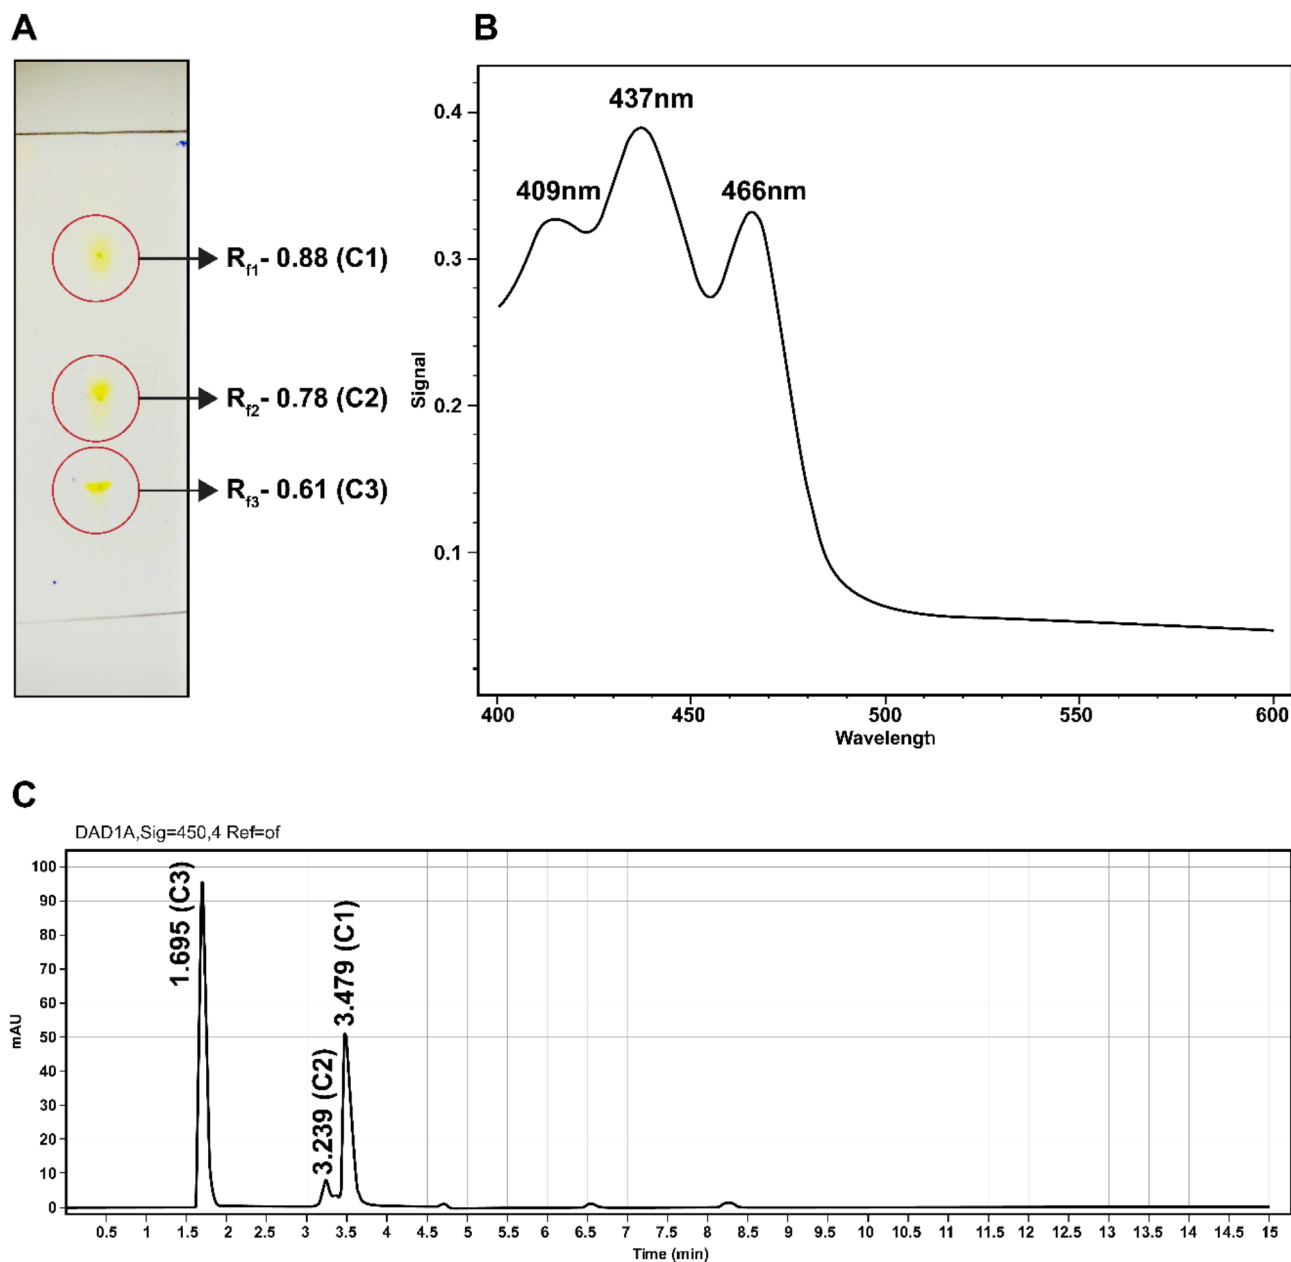 A
R f1 - 0.88 (C1)
R f2 - 0.78 (C2)
R f3 - 0.61 (C3)
B
437nm
409nm
466nm
0.4
0.3
0.2
0.1
Signal
400 450 500 550 600
Wavelength
C
DAD1A,Sig=450,4 Ref=of
100
90
80
70
60
50
40
30
20
10
0
mAU
1.695 (C3)
3.239 (C2)
3.479 (C1)
0.5 1 1.5 2 2.5 3 3.5 4 4.5 5 5.5 6 6.5 7 7.5 8 8.5 9 9.5 10 10.5 11 11.5 12 12.5 13 13.5 14 14.5 15
Time (min)